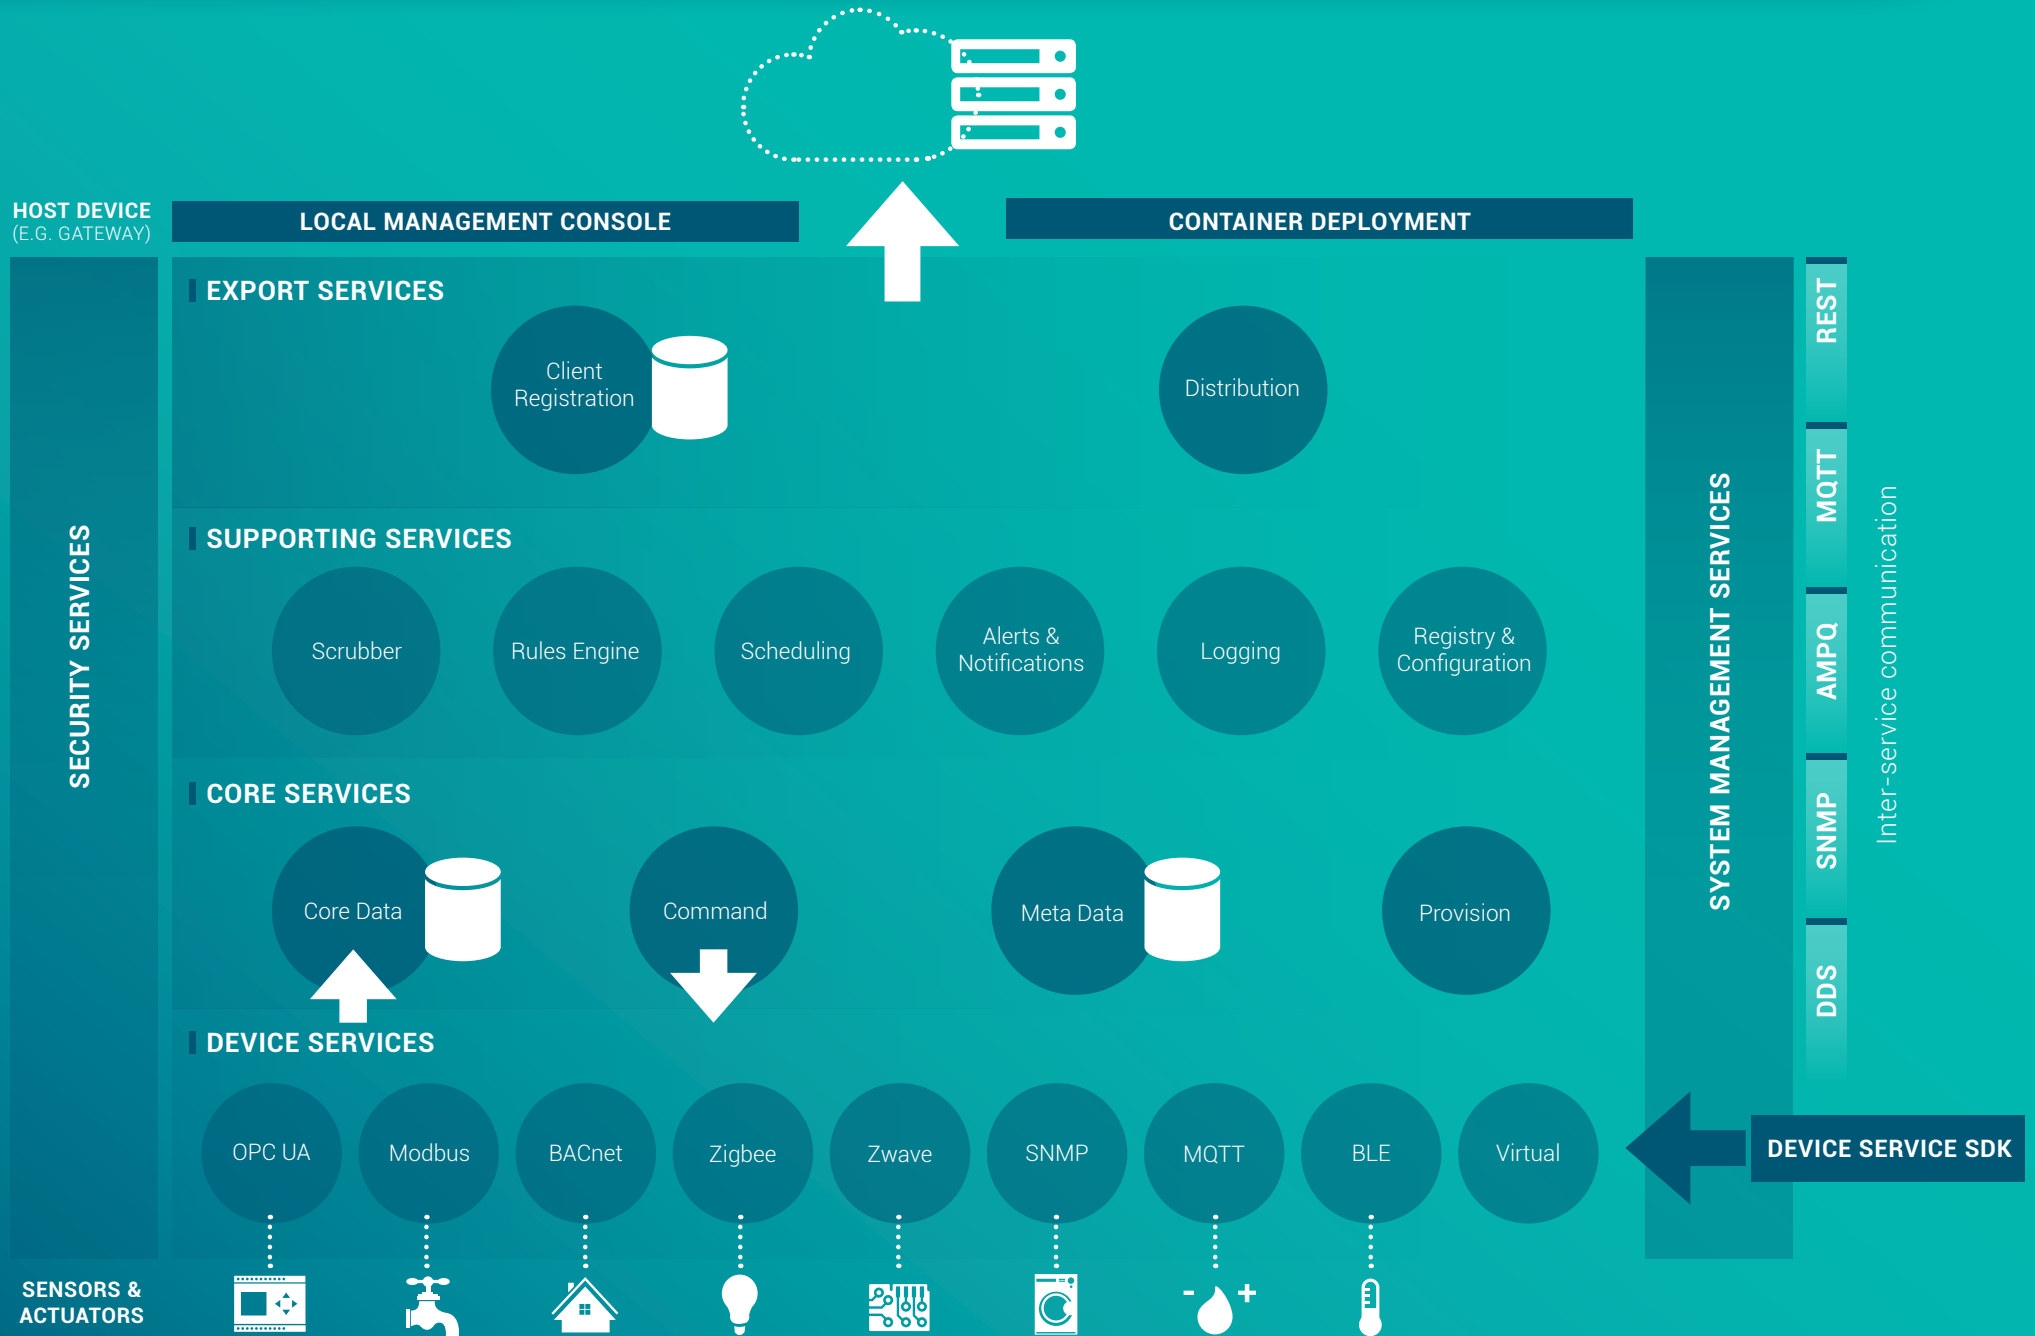 HOST DEVICE
(E.G. GATEWAY)
LOCAL MANAGEMENT CONSOLE
CONTAINER DEPLOYMENT
EXPORT SERVICES
Client
Registration
Distribution
SUPPORTING SERVICES
Scrubber
Rules Engine
Scheduling
Alerts &
Notifications
Logging
Registry &
Configuration
CORE SERVICES
Core Data
Command
Meta Data
Provision
DEVICE SERVICES
OPC UA
Modbus
BACnet
Zigbee
Zwave
SNMP
MQTT
BLE
Virtual
SECURITY SERVICES
SYSTEM MANAGEMENT SERVICES
REST
MQTT
AMPQ
SNMP
DDS
Inter-service communication
DEVICE SERVICE SDK
SENSORS &
ACTUATORS